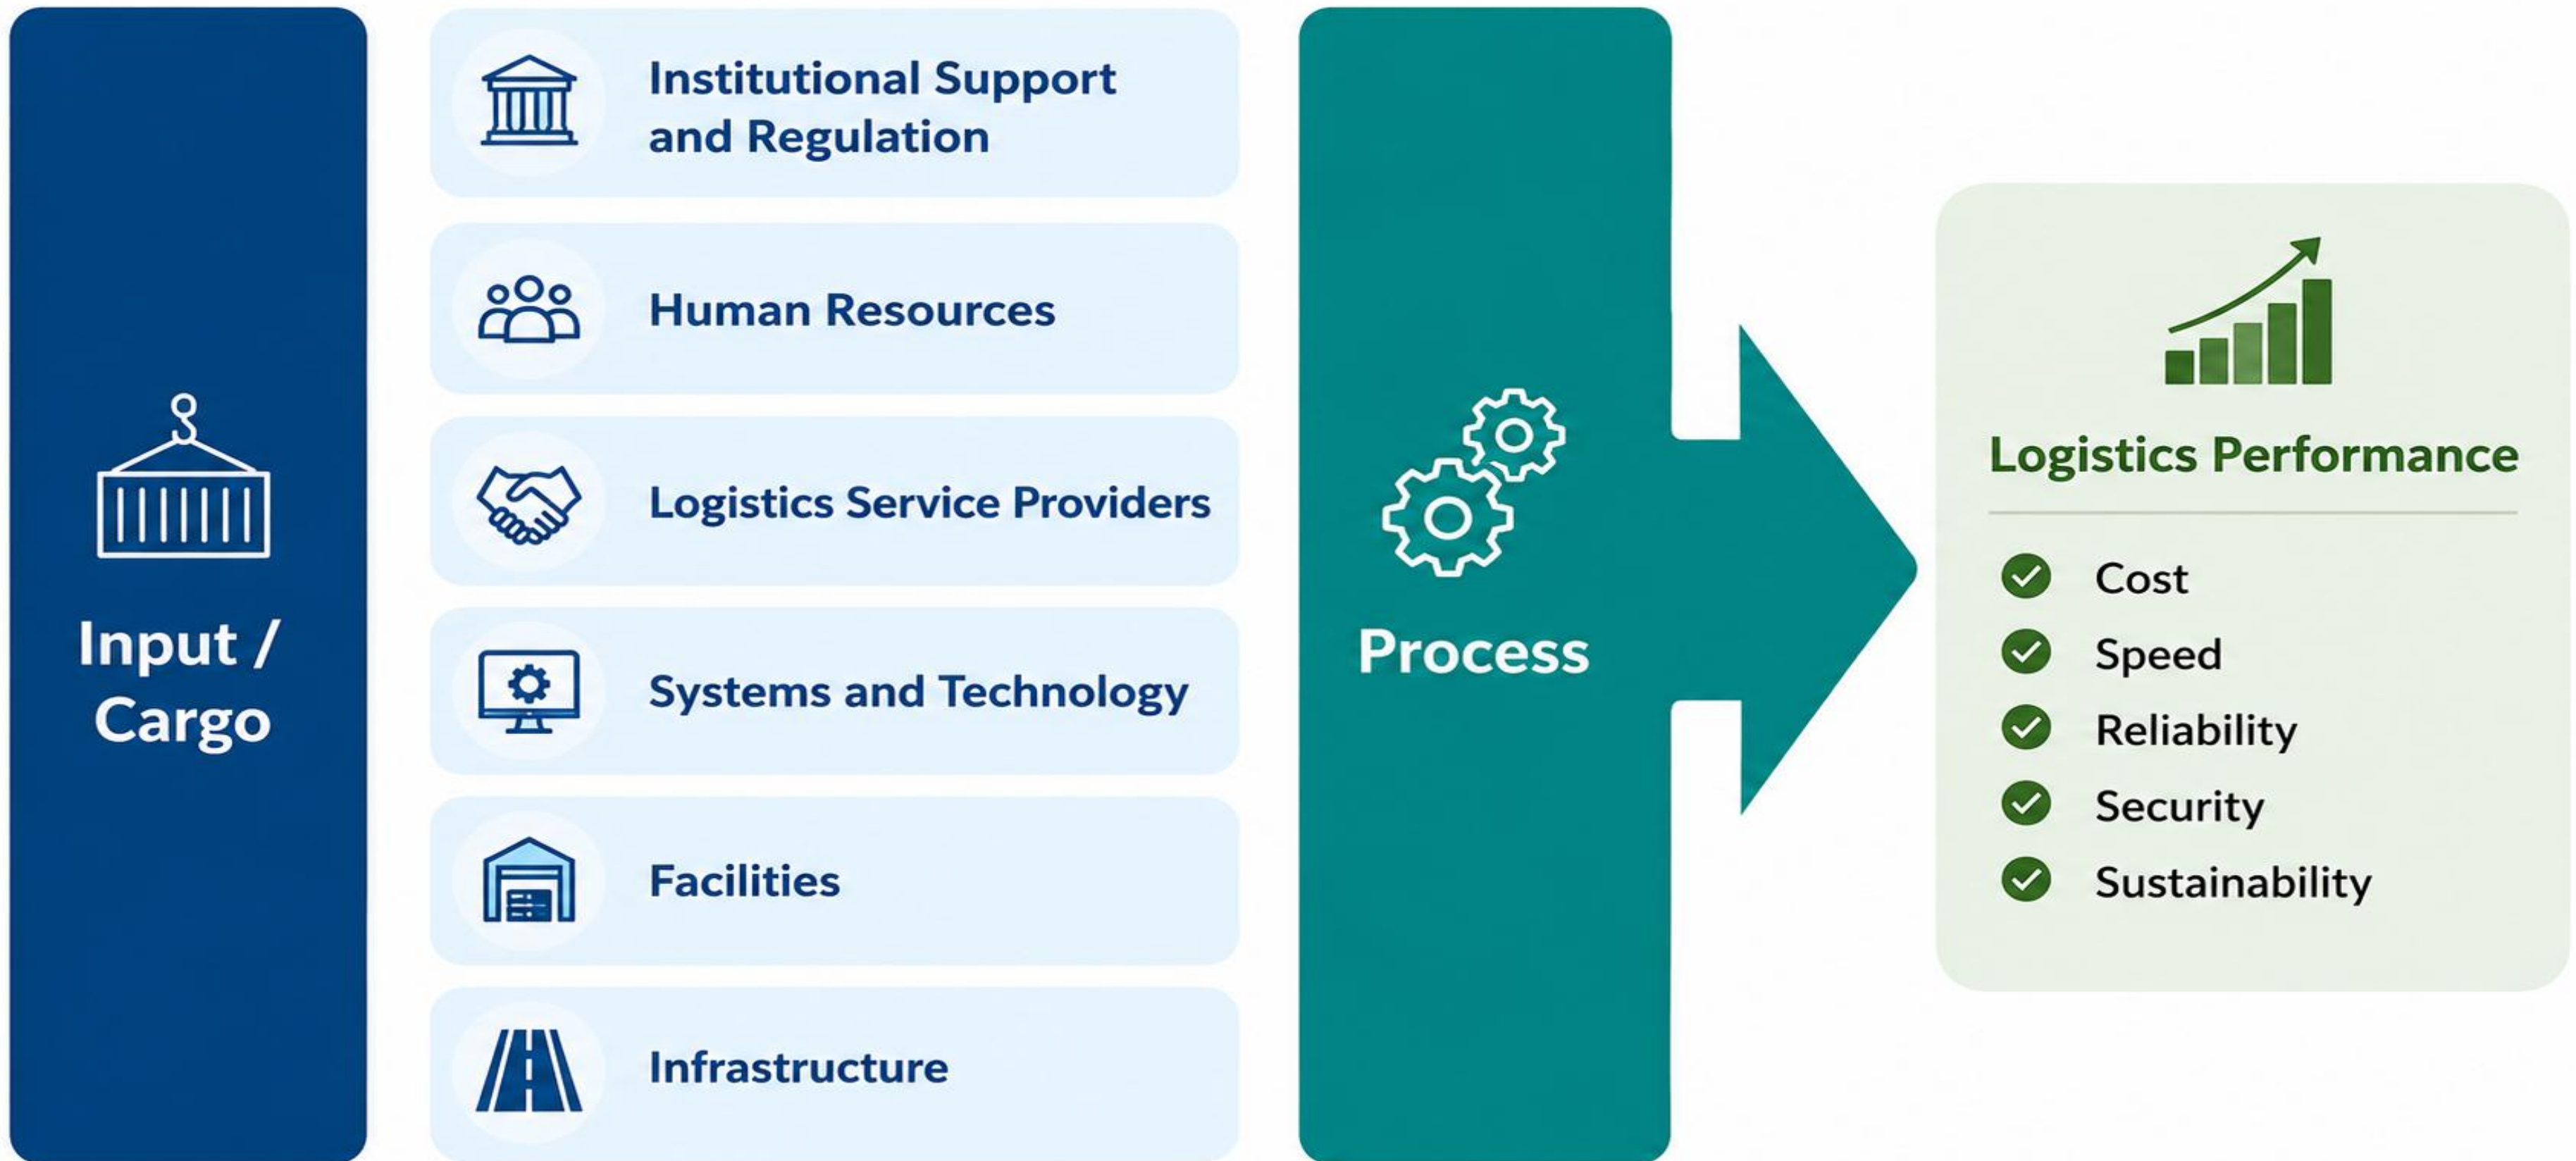 Input /
Cargo
Institutional Support
and Regulation
Human Resources
Logistics Service Providers
Systems and Technology
Facilities
Infrastructure
Process
Logistics Performance
Cost
Speed
Reliability
Security
Sustainability